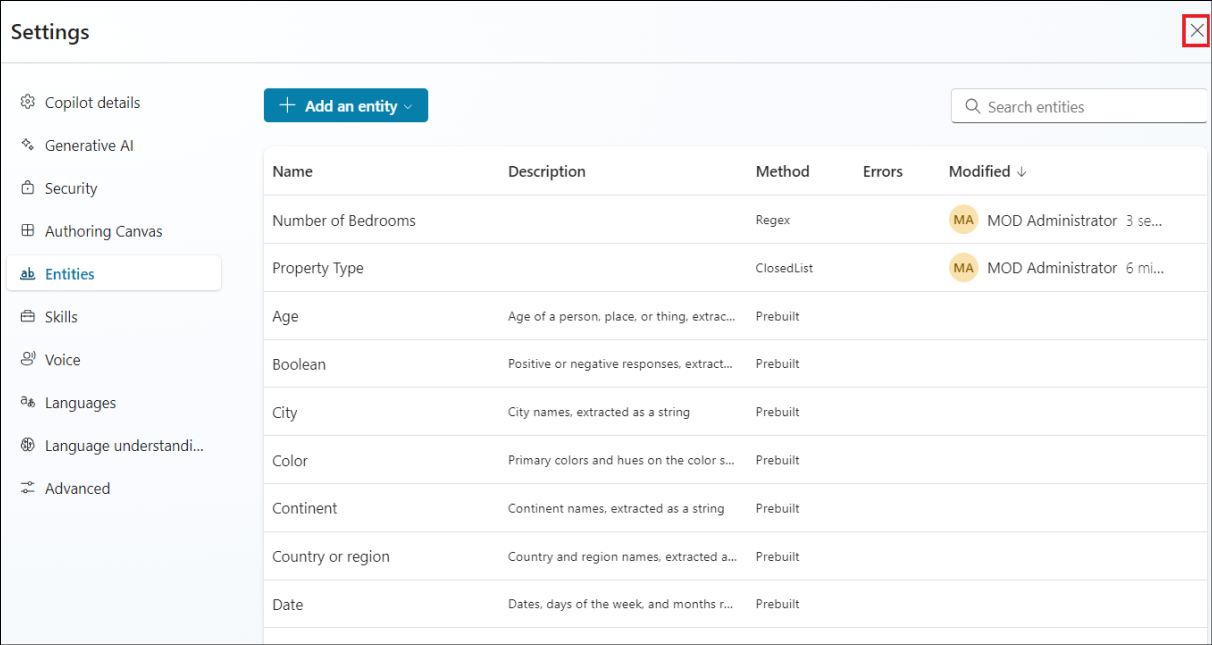 Settings
Copilot details
Generative AI
Security
Authoring Canvas
Entities
Skills
Voice
Languages
Language understandi...
Advanced
Add an entity
Search entities
Name Description Method Errors Modified ↓
Number of Bedrooms Regex MA MOD Administrator 3 se...
Property Type ClosedList MA MOD Administrator 6 mi...
Age Age of a person, place, or thing, extrac... Prebuilt
Boolean Positive or negative responses, extract... Prebuilt
City City names, extracted as a string Prebuilt
Color Primary colors and hues on the color s... Prebuilt
Continent Continent names, extracted as a string Prebuilt
Country or region Country and region names, extracted a... Prebuilt
Date Dates, days of the week, and months r... Prebuilt